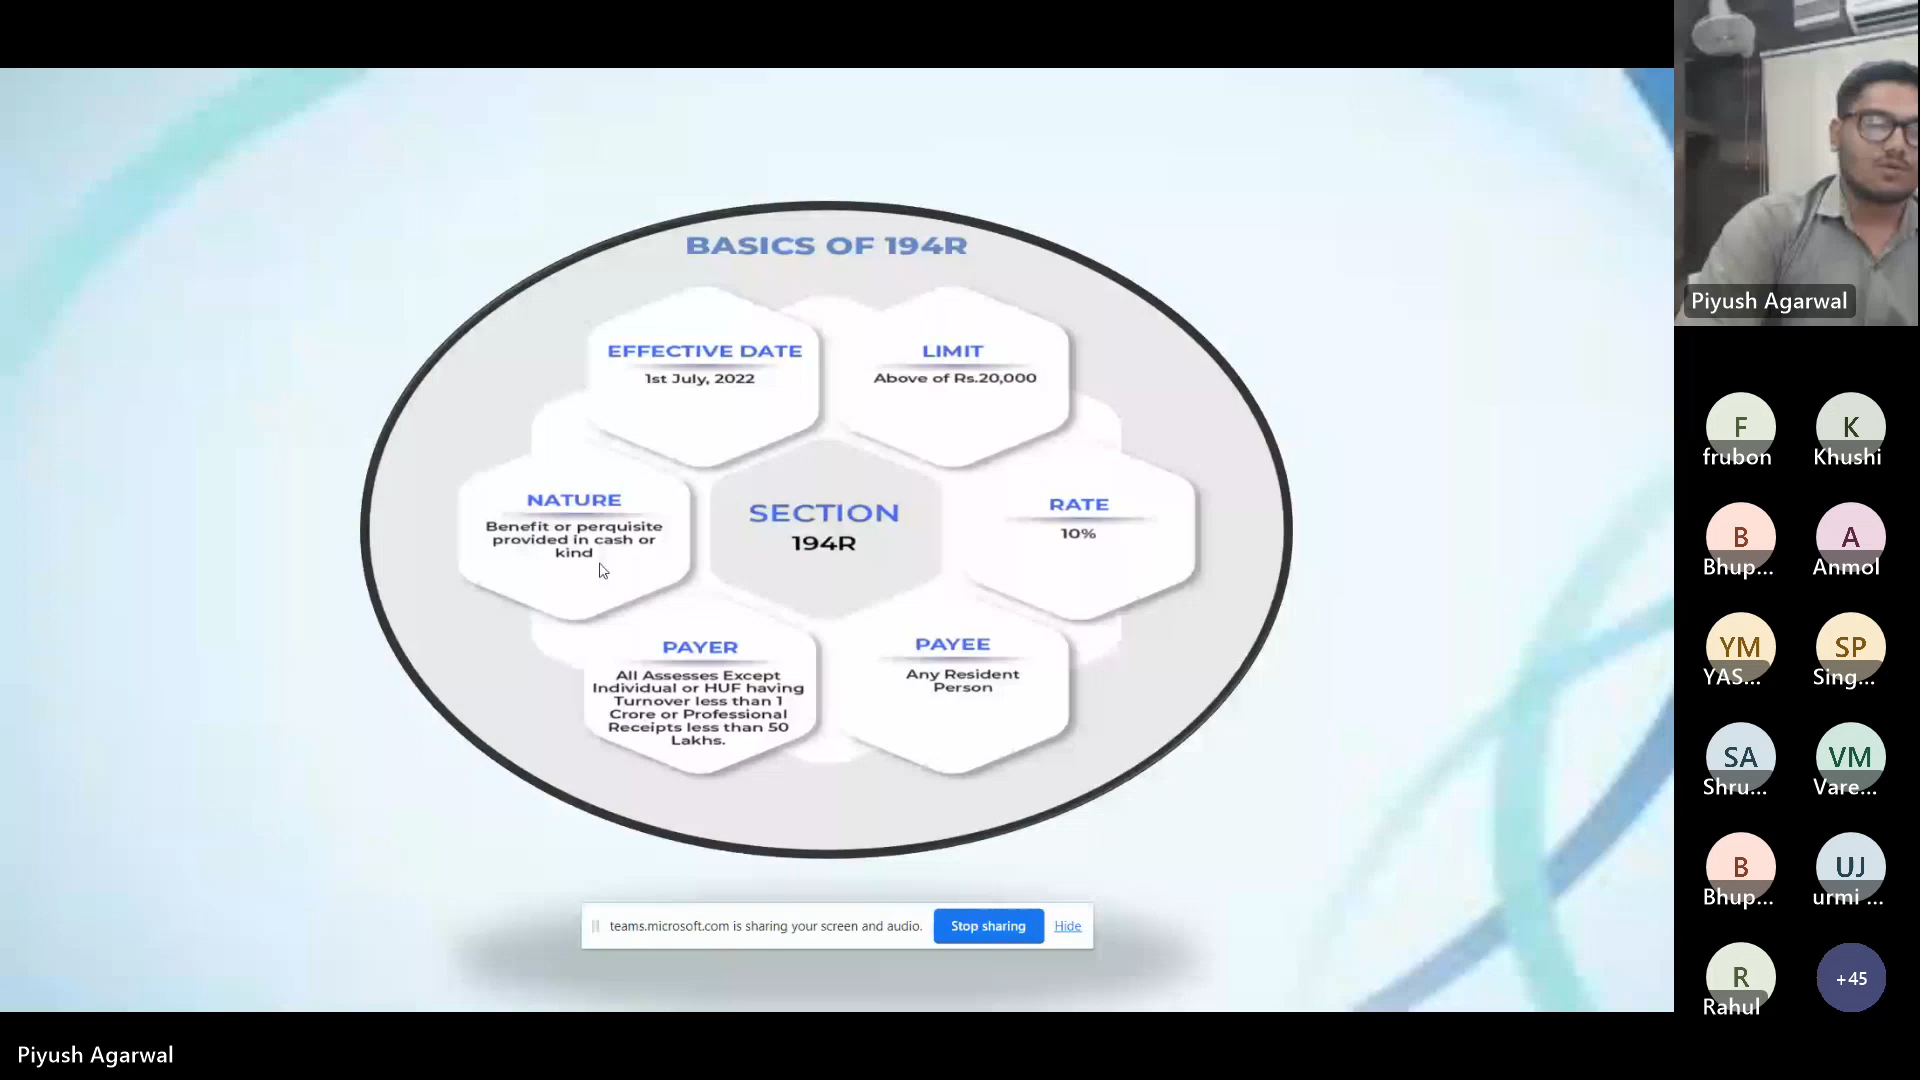 BASICS OF 194R
EFFECTIVE DATE
1st July, 2022
LIMIT
Above of Rs.20,000
NATURE
Benefit or perquisite
provided in cash or
kind
SECTION
194R
RATE
10%
PAYER
All Assesses Except
Individual or HUF having
Turnover less than 1
Crore or Professional
Receipts less than 50
Lakhs.
PAYEE
Any Resident
Person
teams.microsoft.com is sharing your screen and audio.
Stop sharing
Hide
Piyush Agarwal
F
frubon
K
Khushi
B
Bhup...
A
Anmol
YM
YAS...
SP
Sing...
SA
Shru...
VM
Vare...
B
Bhup...
UJ
urmi ...
R
Rahul
+45
Piyush Agarwal